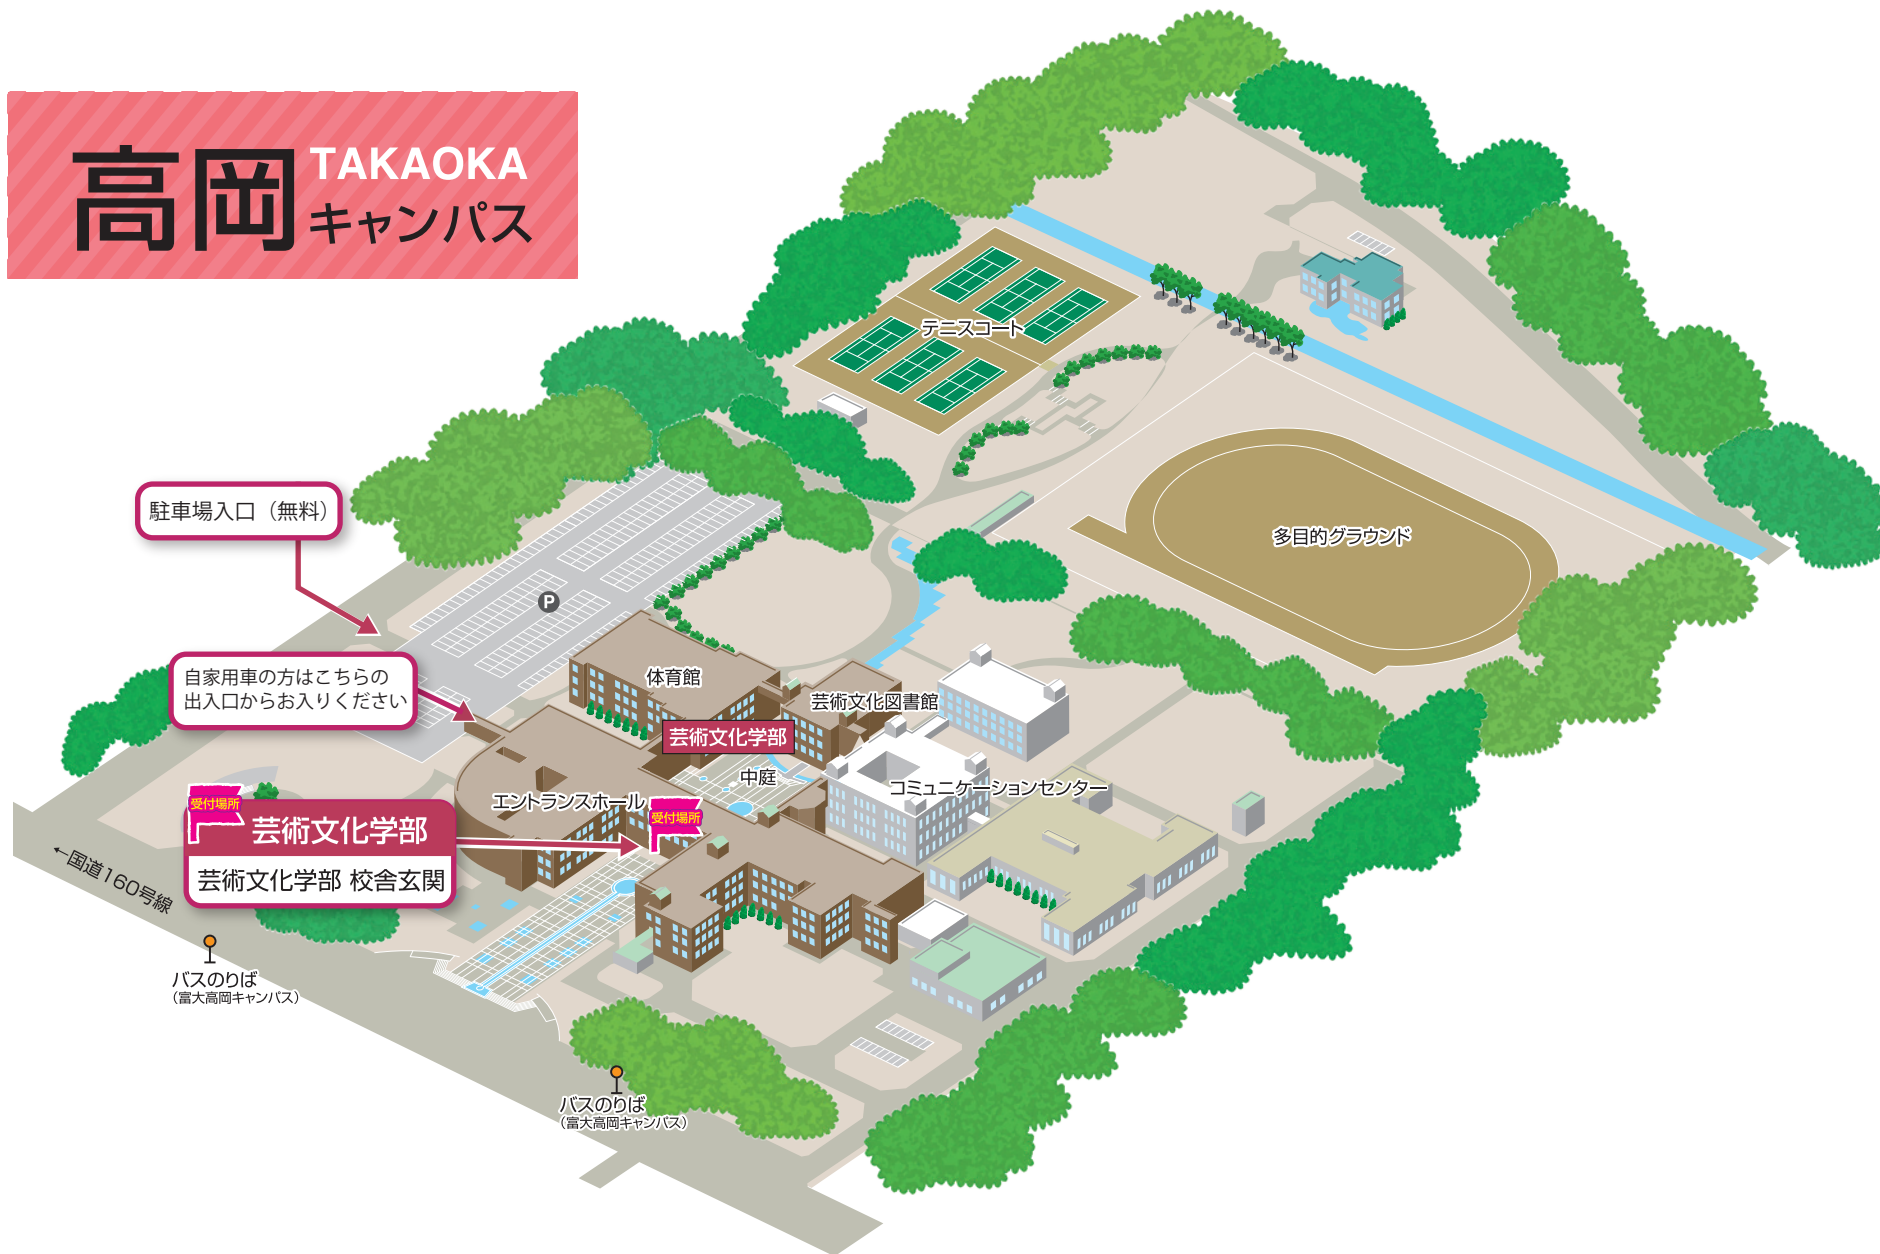 高岡
TAKAOKA
キャンパス
テニスコート
多目的グラウンド
駐車場入口（無料）
P
自家用車の方はこちらの
出入口からお入りください
体育館
芸術文化図書館
芸術文化学部
中庭
コミュニケーションセンター
エントランスホール
受付場所
受付場所
芸術文化学部
芸術文化学部 校舎玄関
←国道160号線
バスのりば
（富大高岡キャンパス）
バスのりば
（富大高岡キャンパス）